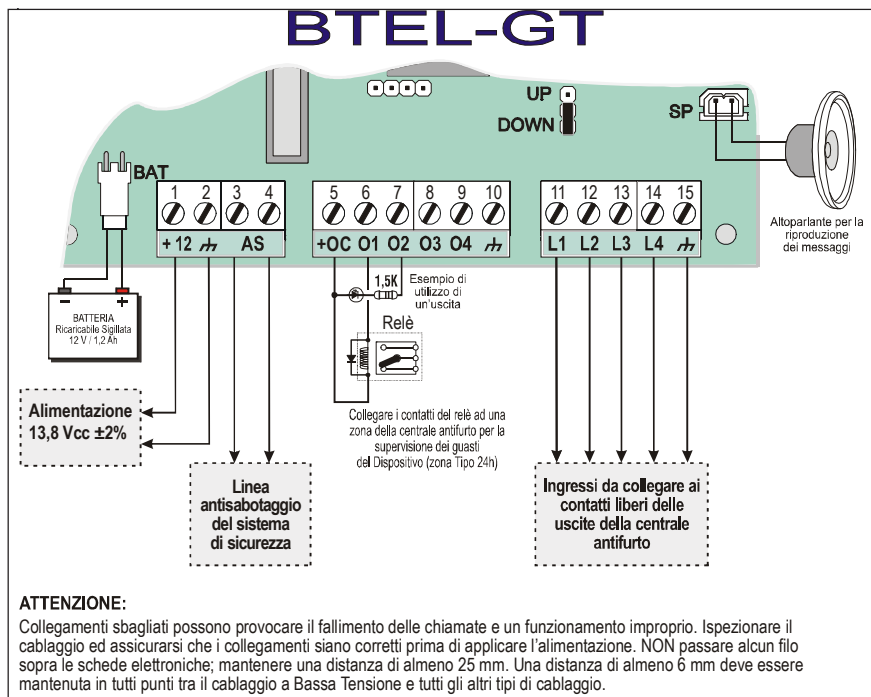 BTEL-GT
UP
DOWN
SP
BAT
1 2 3 4 5 6 7 8 9 10 11 12 13 14 15
+ 12 AS +OC O1 O2 O3 O4 L1 L2 L3 L4
Altoparlante per la
riproduzione
dei messaggi
1,5K
Esempio di
utilizzo di
un'uscita
Relè
- +
BATTERIA
Ricaricabile Sigillata
12 V / 1,2 Ah
Alimentazione
13,8 Vcc ±2%
Collegare i contatti del relè ad una
zona della centrale antifurto per la
supervisione dei guasti
del Dispositivo (zona Tipo 24h)
Linea
antisabotaggio
del sistema
di sicurezza
Ingressi da collegare ai
contatti liberi delle
uscite della centrale
antifurto
ATTENZIONE:
Collegamenti sbagliati possono provocare il fallimento delle chiamate e un funzionamento improprio. Ispezionare il
cablaggio ed assicurarsi che i collegamenti siano corretti prima di applicare l'alimentazione. NON passare alcun filo
sopra le schede elettroniche; mantenere una distanza di almeno 25 mm. Una distanza di almeno 6 mm deve essere
mantenuta in tutti punti tra il cablaggio a Bassa Tensione e tutti gli altri tipi di cablaggio.